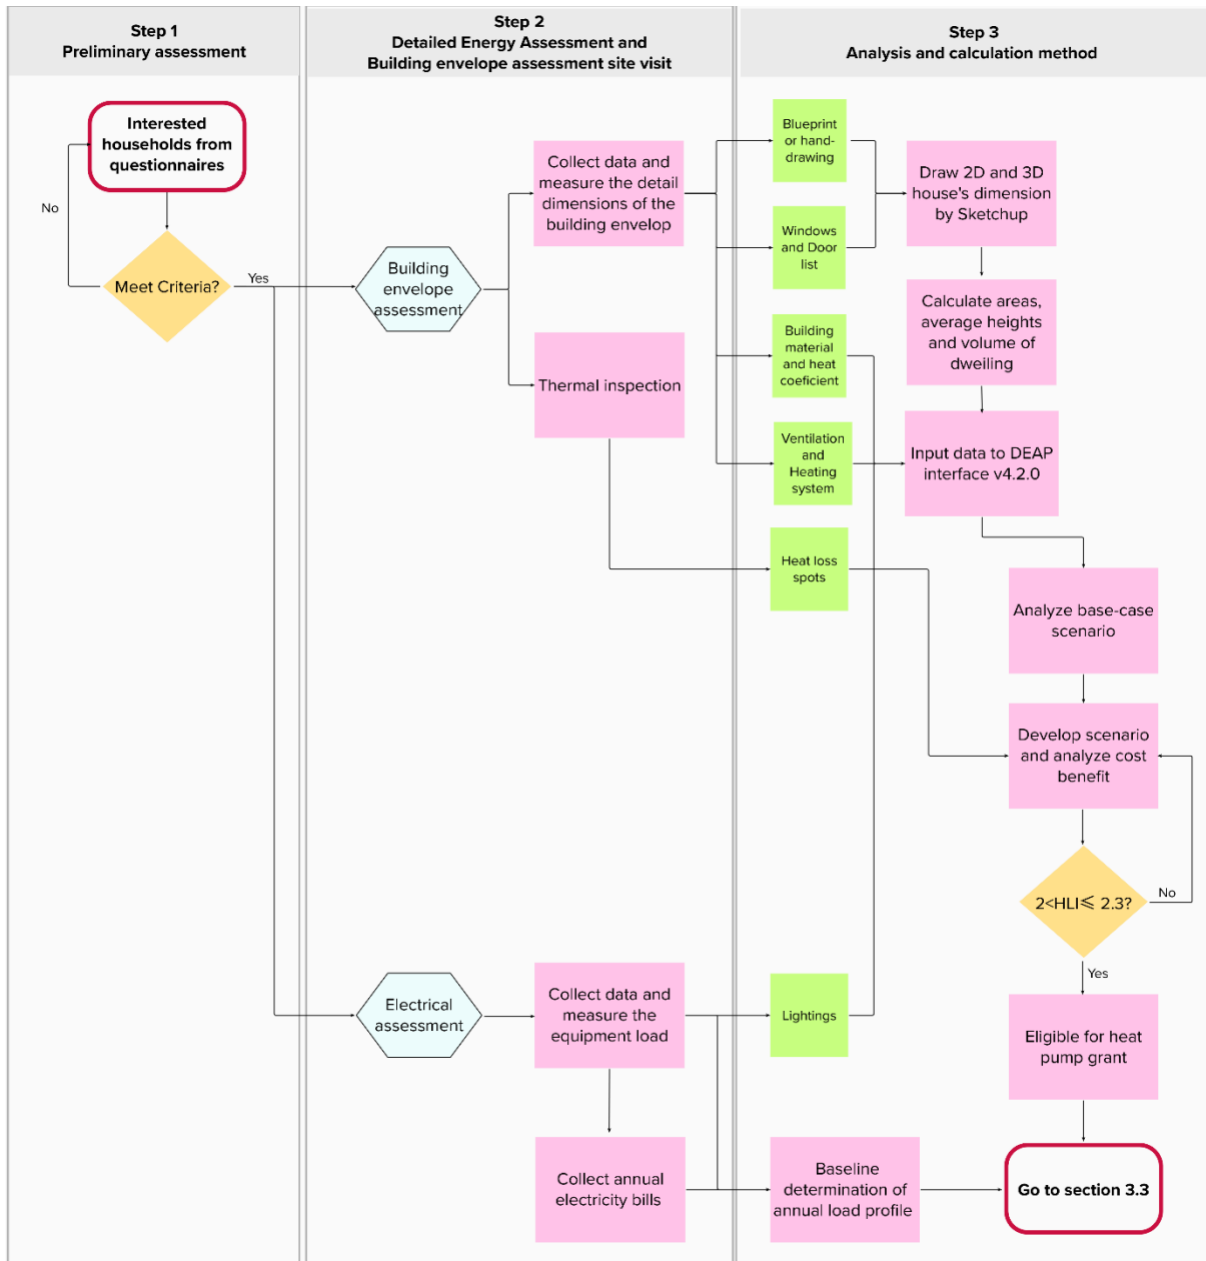 Step 1
Preliminary assessment
Step 2
Detailed Energy Assessment and
Building envelope assessment site visit
Step 3
Analysis and calculation method
Interested
households from
questionnaires
No
Meet Criteria?
Yes
Building
envelope
assessment
Collect data and
measure the detail
dimensions of the
building envelop
Thermal inspection
Blueprint
or hand-
drawing
Windows
and Door
list
Building
material
and heat
coeficient
Ventilation
and
Heating
system
Heat loss
spots
Draw 2D and 3D
house's dimension
by Sketchup
Calculate areas,
average heights
and volume of
dweiling
Input data to DEAP
interface v4.2.0
Analyze base-case
scenario
Develop scenario
and analyze cost
benefit
2<HLI⩽ 2.3?
No
Yes
Eligible for heat
pump grant
Go to section 3.3
Electrical
assessment
Collect data and
measure the
equipment load
Lightings
Collect annual
electricity bills
Baseline
determination of
annual load profile